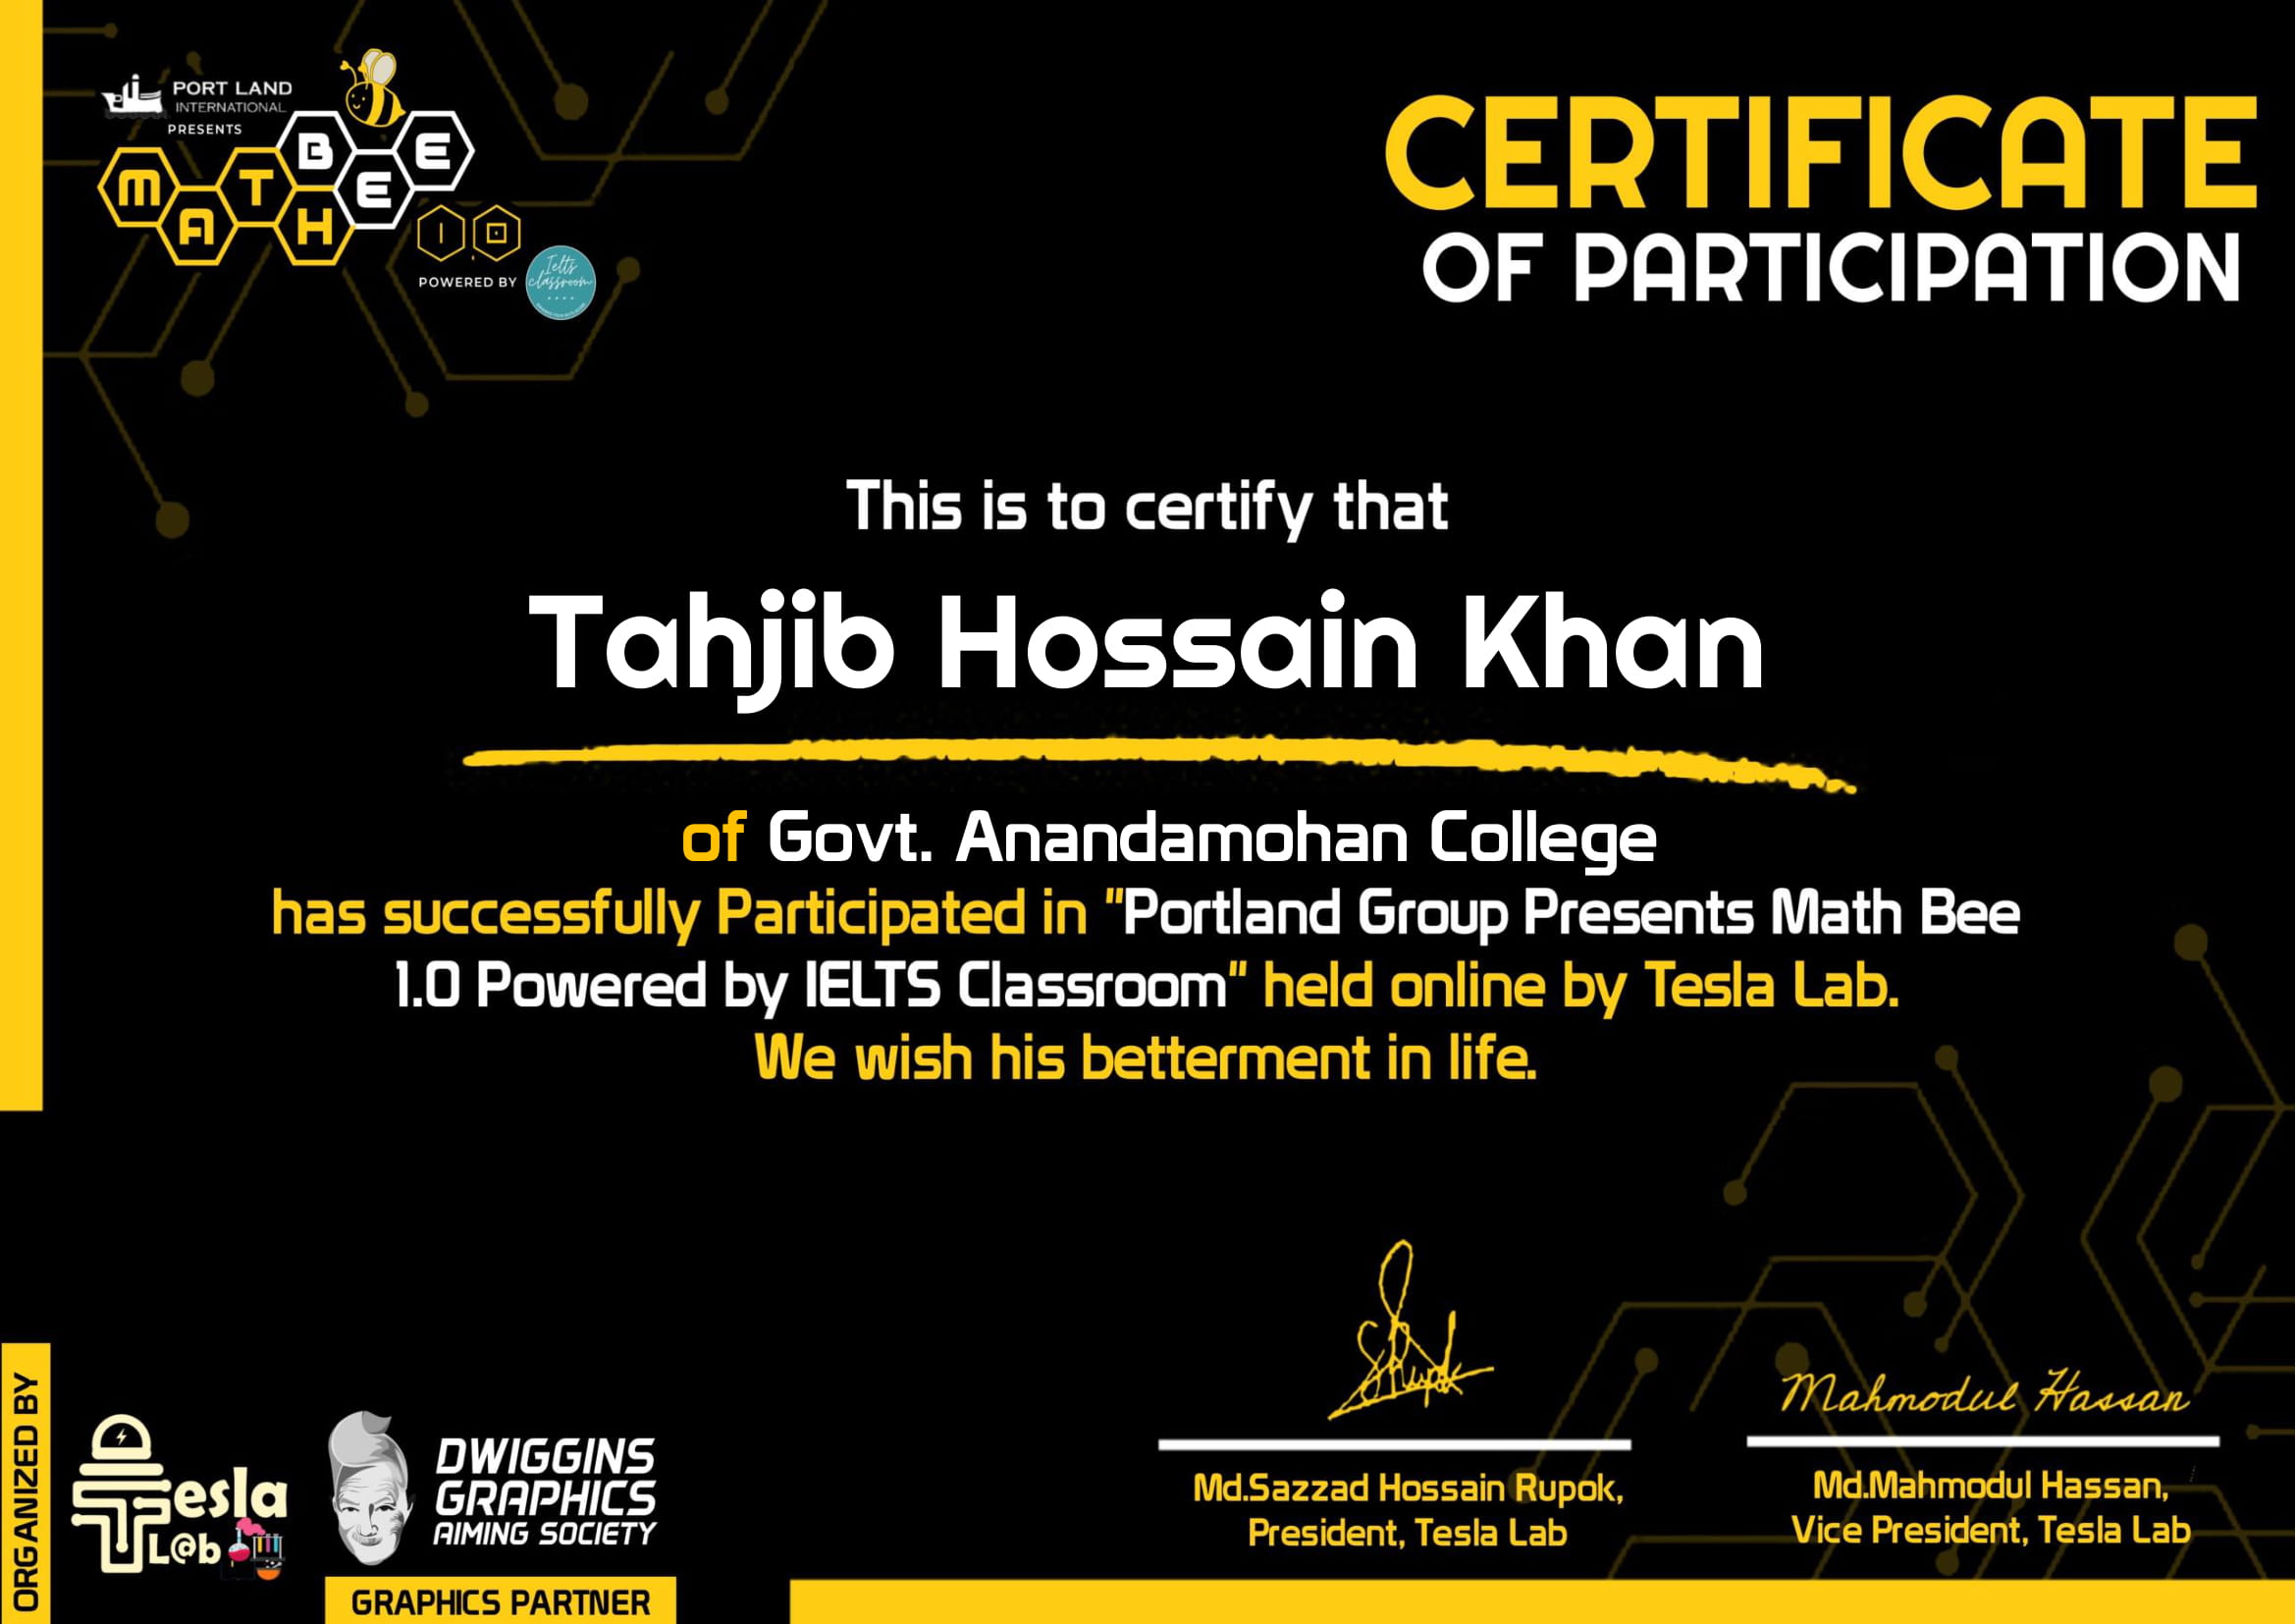 PORT LAND
INTERNATIONAL
PRESENTS
MATH BEE
1.0
POWERED BY
Ielts
classroom
CERTIFICATE
OF PARTICIPATION
This is to certify that
Tahjib Hossain Khan
of Govt. Anandamohan College
has successfully Participated in "Portland Group Presents Math Bee
1.0 Powered by IELTS Classroom" held online by Tesla Lab.
We wish his betterment in life.
ORGANIZED BY
Tesla
L@b
DWIGGINS
GRAPHICS
AIMING SOCIETY
GRAPHICS PARTNER
Md.Sazzad Hossain Rupok,
President, Tesla Lab
Mahmodul Hassan
Md.Mahmodul Hassan,
Vice President, Tesla Lab